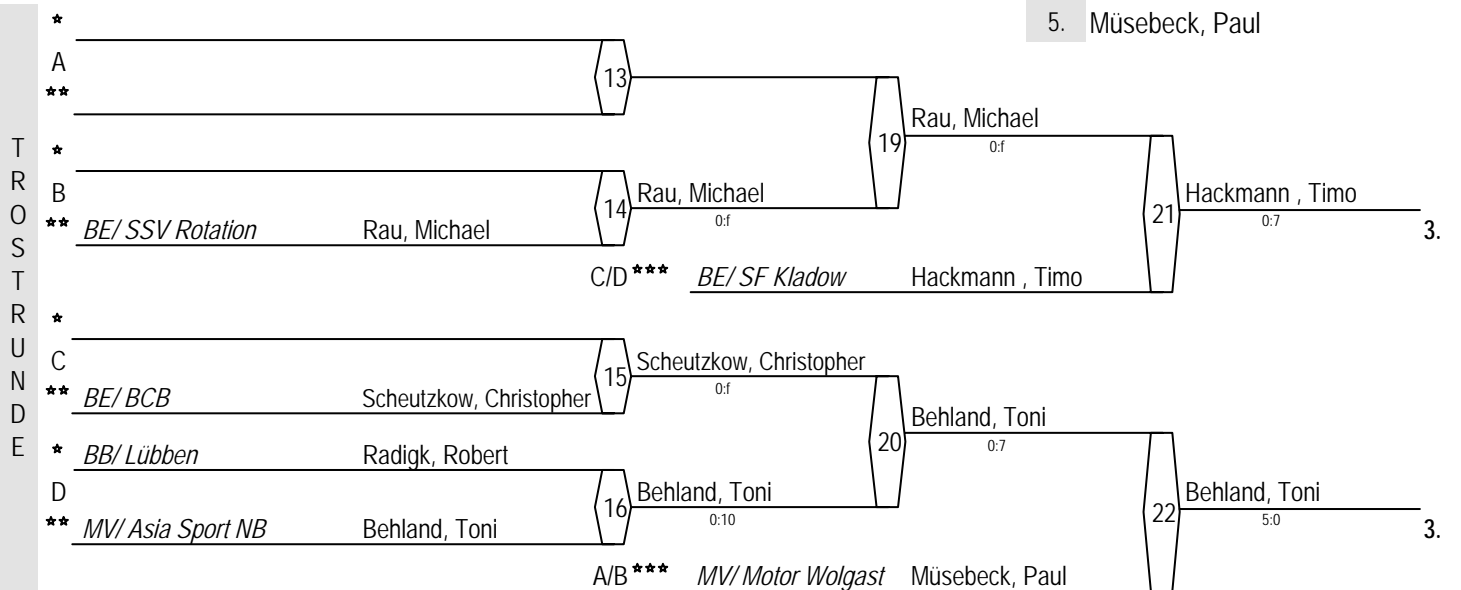 5. Müsebeck, Paul
TROSTRUNDE
*
A
**
13
*
B
** BE/ SSV Rotation Rau, Michael
14
Rau, Michael
0:f
19
Rau, Michael
0:f
C/D *** BE/ SF Kladow Hackmann , Timo
21
Hackmann , Timo
0:7
3.
*
C
** BE/ BCB Scheutzkow, Christopher
15
Scheutzkow, Christopher
0:f
* BB/ Lübben Radigk, Robert
D
** MV/ Asia Sport NB Behland, Toni
16
Behland, Toni
0:10
20
Behland, Toni
0:7
A/B *** MV/ Motor Wolgast Müsebeck, Paul
22
Behland, Toni
5:0
3.